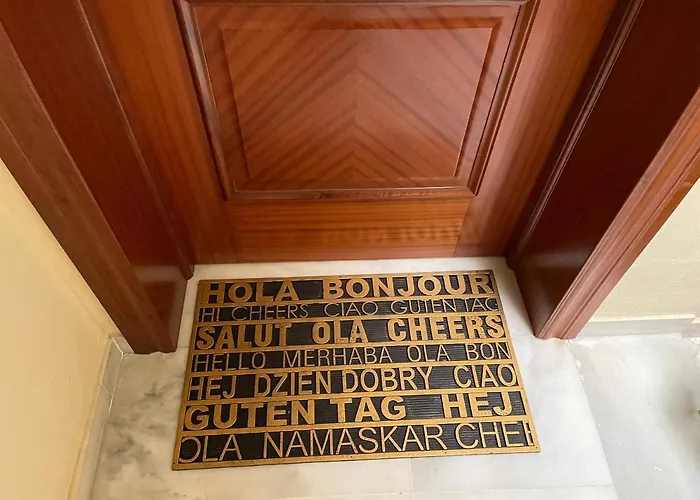 HOLA BONJOUR
HI CHEERS CIAO GUTEN TAG
SALUT OLA CHEERS
HELLO MERHABA OLA BON
HEJ DZIEN DOBRY CIAO
GUTEN TAG HEJ
OLA NAMASKAR CHEE